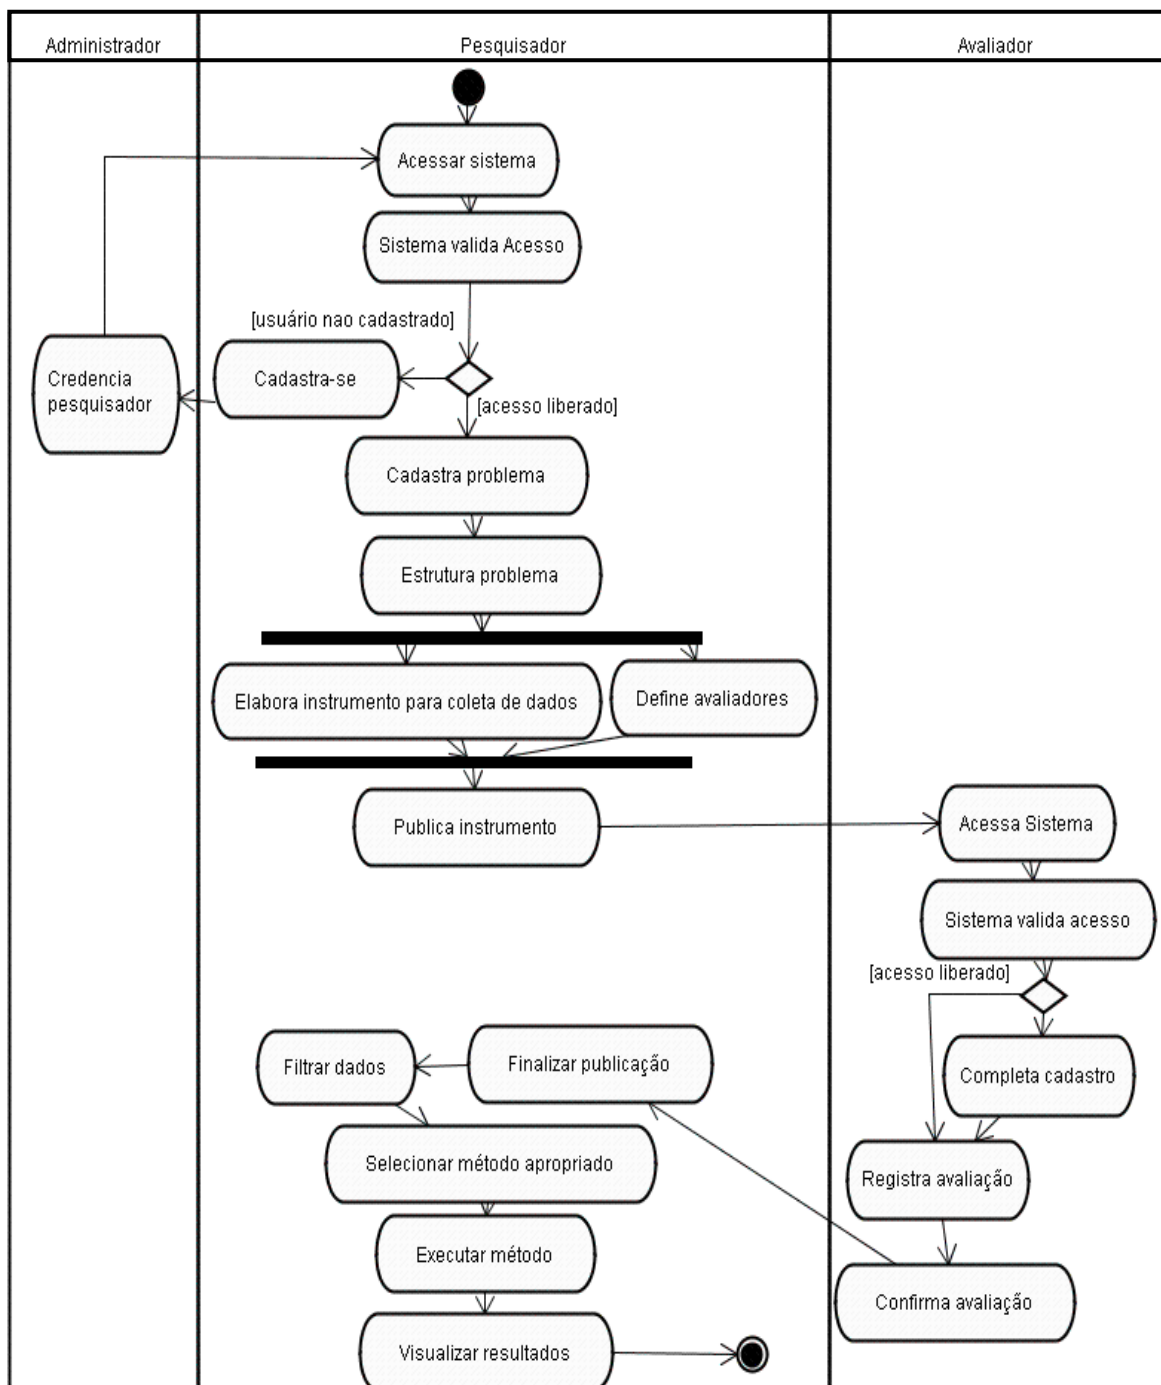 Administrador
Pesquisador
Avaliador
Acessar sistema
Sistema valida Acesso
[usuário nao cadastrado]
Cadastra-se
Credencia
pesquisador
[acesso liberado]
Cadastra problema
Estrutura problema
Elabora instrumento para coleta de dados
Define avaliadores
Publica instrumento
Acessa Sistema
Sistema valida acesso
[acesso liberado]
Completa cadastro
Registra avaliação
Confirma avaliação
Finalizar publicação
Filtrar dados
Selecionar método apropriado
Executar método
Visualizar resultados